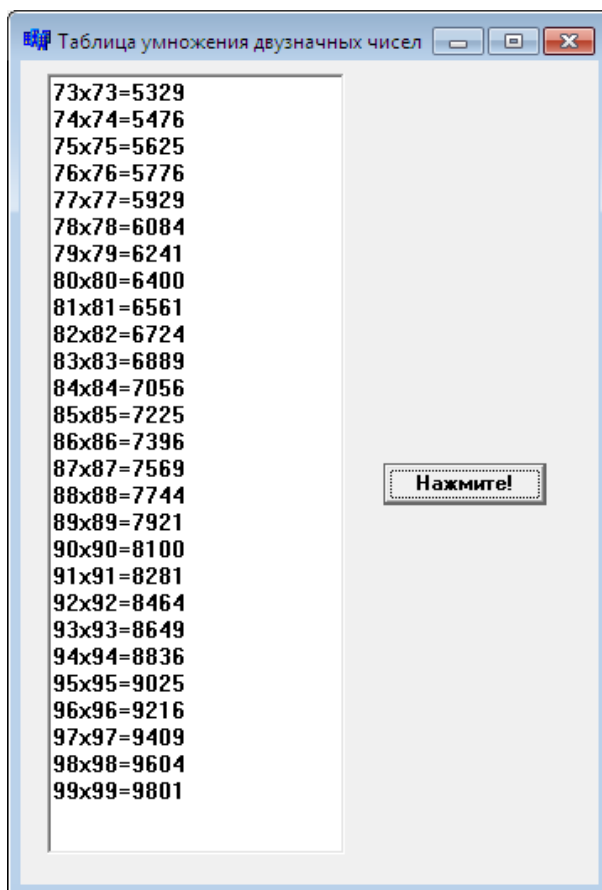 Таблица умножения двузначных чисел
73x73=5329
74x74=5476
75x75=5625
76x76=5776
77x77=5929
78x78=6084
79x79=6241
80x80=6400
81x81=6561
82x82=6724
83x83=6889
84x84=7056
85x85=7225
86x86=7396
87x87=7569
88x88=7744
89x89=7921
90x90=8100
91x91=8281
92x92=8464
93x93=8649
94x94=8836
95x95=9025
96x96=9216
97x97=9409
98x98=9604
99x99=9801
Нажмите!